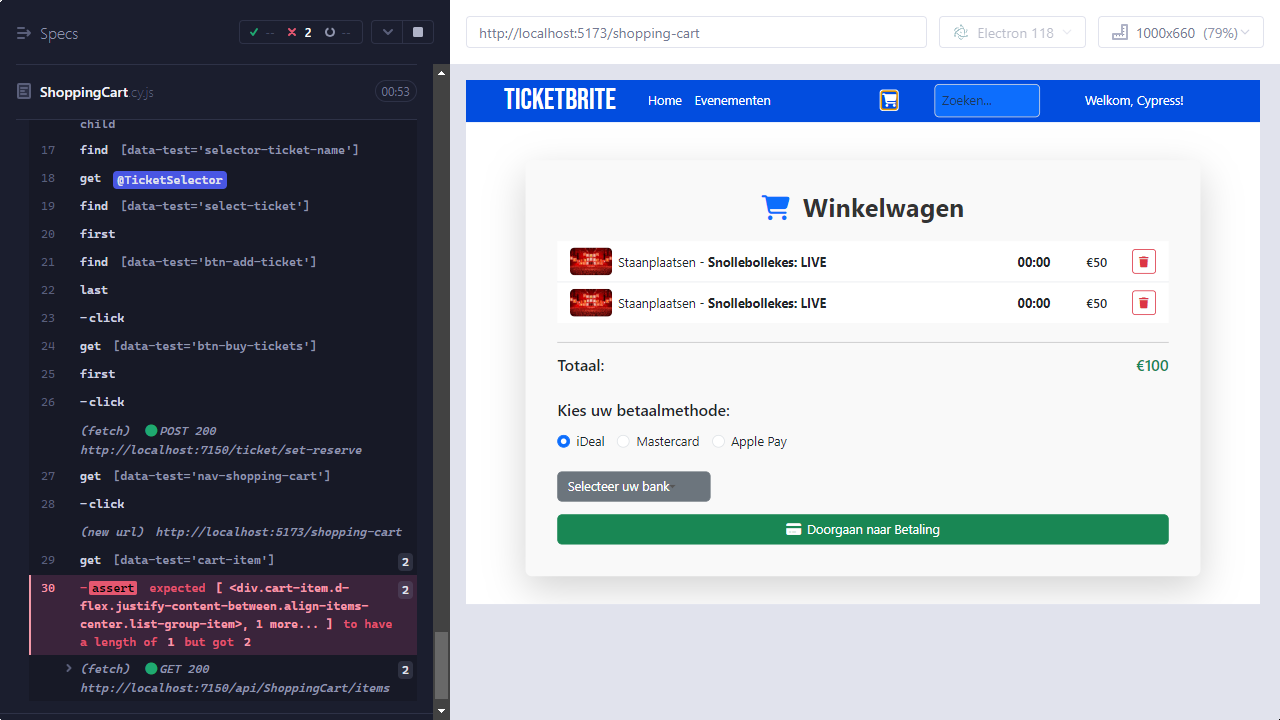 Specs
-- 2 --
ShoppingCart.cy.js 00:53
child
17 find [data-test='selector-ticket-name']
18 get @TicketSelector
19 find [data-test='select-ticket']
20 first
21 find [data-test='btn-add-ticket']
22 last
23 -click
24 get [data-test='btn-buy-tickets']
25 first
26 -click
(fetch) POST 200
http://localhost:7150/ticket/set-reserve
27 get [data-test='nav-shopping-cart']
28 -click
(new url) http://localhost:5173/shopping-cart
29 get [data-test='cart-item'] 2
30 -assert expected [ <div.cart-item.d- 2
flex.justify-content-between.align-items-
center.list-group-item>, 1 more... ] to have
a length of 1 but got 2
(fetch) GET 200 2
http://localhost:7150/api/ShoppingCart/items
http://localhost:5173/shopping-cart
Electron 118
1000x660 (79%)
TICKETBRITE Home Evenementen Zoeken... Welkom, Cypress!
Winkelwagen
Staanplaatsen - Snollebollekes: LIVE 00:00 €50
Staanplaatsen - Snollebollekes: LIVE 00:00 €50
Totaal: €100
Kies uw betaalmethode:
iDeal Mastercard Apple Pay
Selecteer uw bank
Doorgaan naar Betaling